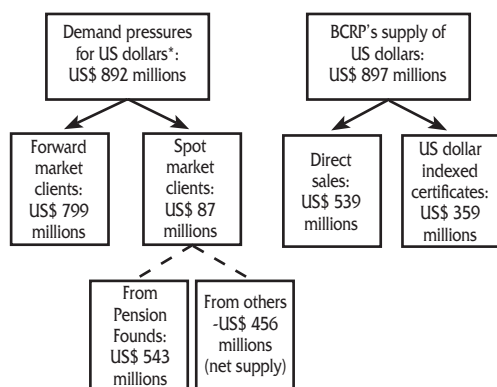 Demand pressures
for US dollars*:
US$ 892 millions
BCRP's supply of
US dollars:
US$ 897 millions
Forward
market
clients:
US$ 799
millions
Spot
market
clients:
US$ 87
millions
Direct
sales:
US$ 539
millions
US dollar
indexed
certificates:
US$ 359
millions
From
Pension
Founds:
US$ 543
millions
From others
-US$ 456
millions
(net supply)